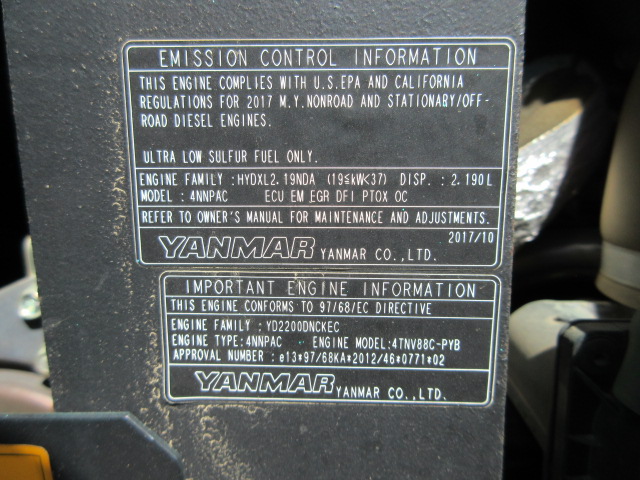 EMISSION CONTROL INFORMATION
THIS ENGINE COMPLIES WITH U.S.EPA AND CALIFORNIA
REGULATIONS FOR 2017 M.Y.NONROAD AND STATIONARY/OFF-
ROAD DIESEL ENGINES.
ULTRA LOW SULFUR FUEL ONLY.
ENGINE FAMILY : HYDXL2.19NDA (19≤kW<37) DISP. : 2.190L
MODEL : 4NNPAC ECU EM EGR DFI PTOX OC
REFER TO OWNER'S MANUAL FOR MAINTENANCE AND ADJUSTMENTS.
2017/10
YANMAR YANMAR CO.,LTD.
IMPORTANT ENGINE INFORMATION
THIS ENGINE CONFORMS TO 97/68/EC DIRECTIVE
ENGINE FAMILY : YD2200DNCKEC
ENGINE TYPE:4NNPAC ENGINE MODEL:4TNV88C-PYB
APPROVAL NUMBER : e13*97/68KA*2012/46*0771*02
YANMAR YANMAR CO.,LTD.